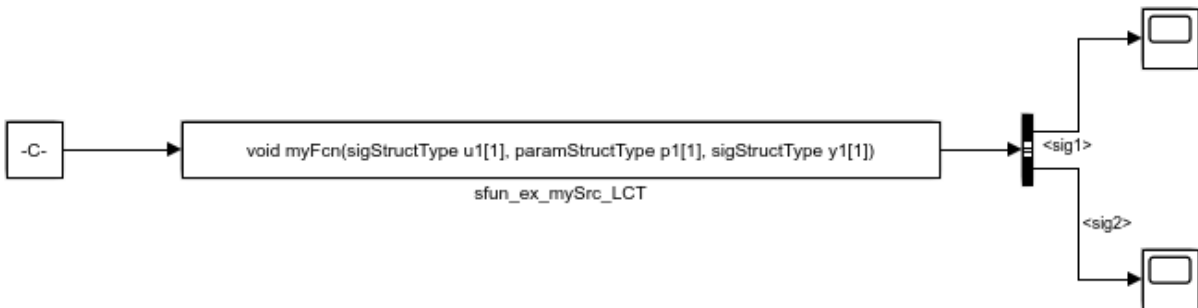 -C-
void myFcn(sigStructType u1[1], paramStructType p1[1], sigStructType y1[1])
sfun_ex_mySrc_LCT
<sig1>
<sig2>